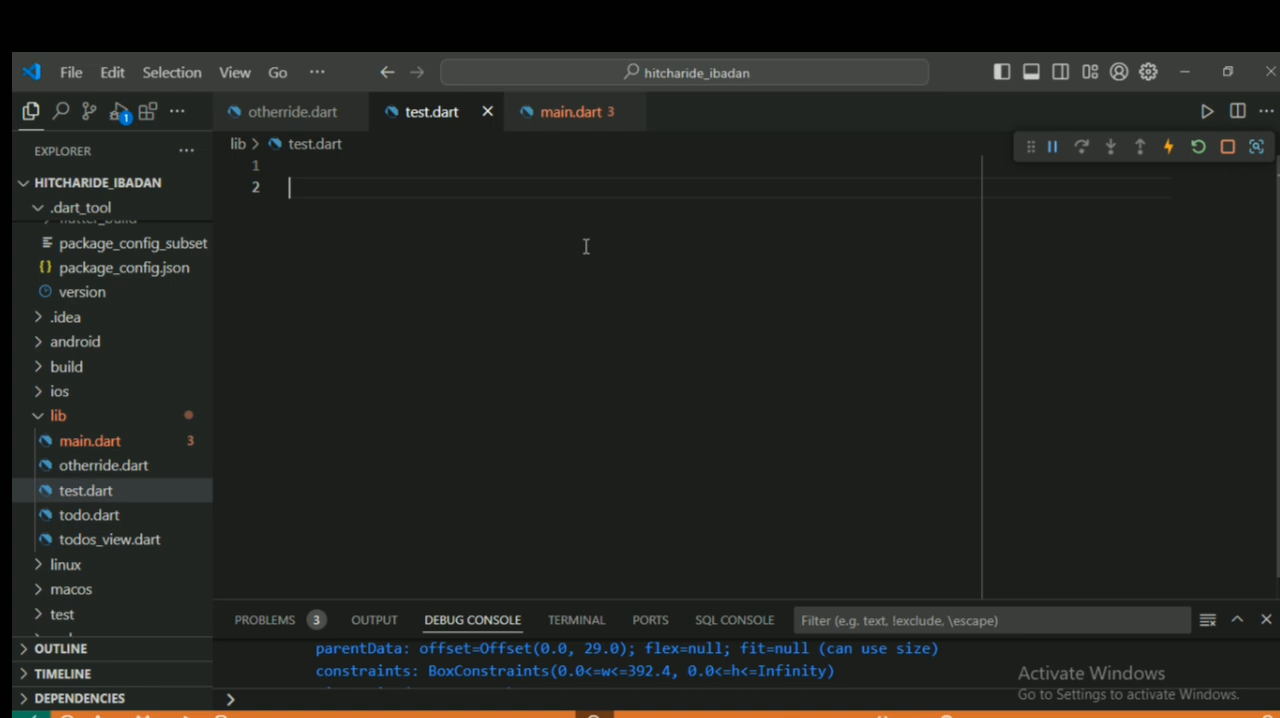 File Edit Selection View Go ··· hitcharide_ibadan
otherride.dart test.dart main.dart 3
EXPLORER
lib > test.dart
HITCHARIDE_IBADAN
.dart_tool
package_config_subset
package_config.json
version
.idea
android
build
ios
lib
main.dart 3
otherride.dart
test.dart
todo.dart
todos_view.dart
linux
macos
test
OUTLINE
TIMELINE
DEPENDENCIES
1
2
1
PROBLEMS 3 OUTPUT DEBUG CONSOLE TERMINAL PORTS SQL CONSOLE Filter (e.g. text, !exclude, \escape)
parentData: offset=Offset(0.0, 29.0); flex=null; fit=null (can use size)
constraints: BoxConstraints(0.0<=w<=392.4, 0.0<=h<=Infinity)
Activate Windows
Go to Settings to activate Windows.